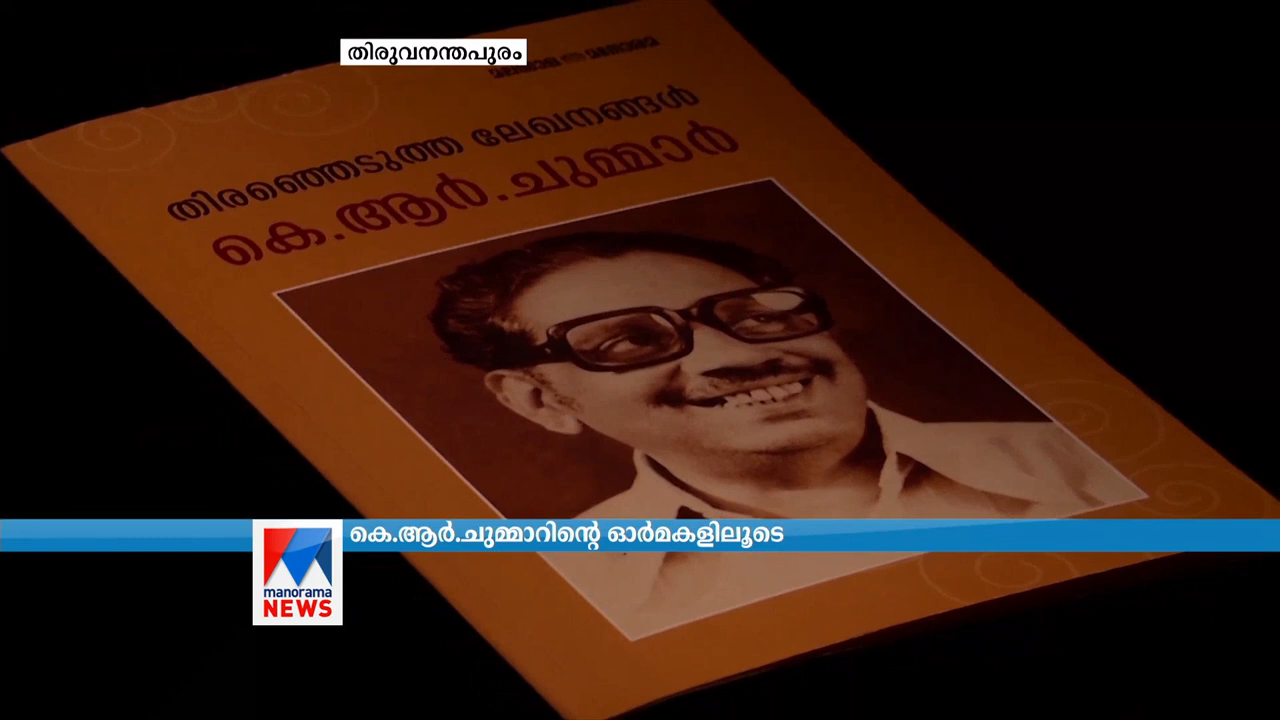 തിരുവനന്തപുരം
തിരഞ്ഞെടുത്ത ലേഖനങ്ങൾ
കെ.ആർ.ചുമ്മാർ
കെ.ആർ.ചുമ്മാറിന്റെ ഓർമകളിലൂടെ
manorama
NEWS